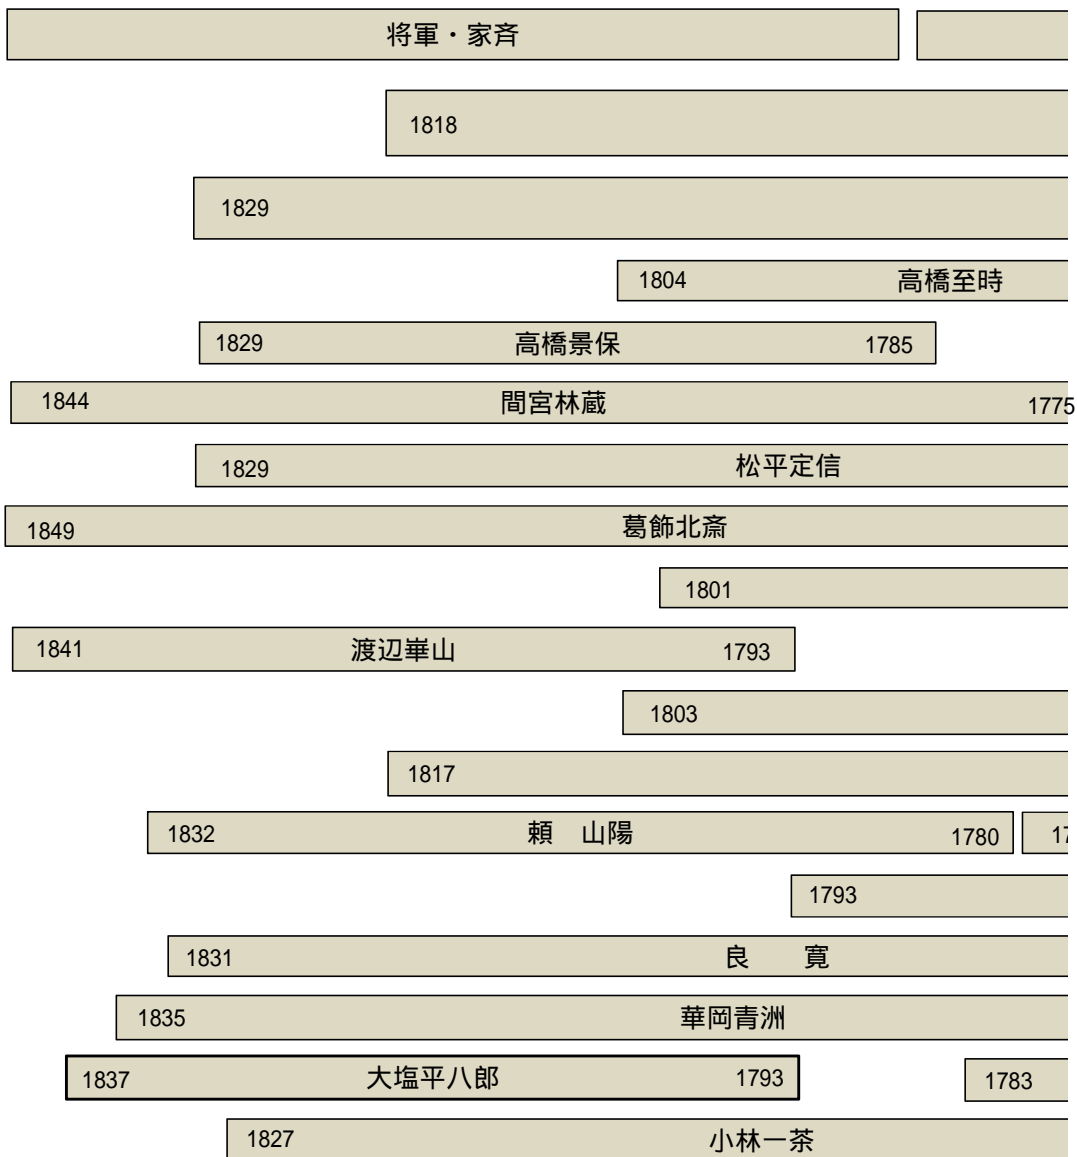 将軍・家斉
1818
1829
1804 高橋至時
1829 高橋景保 1785
1844 間宮林蔵 1775
1829 松平定信
1849 葛飾北斎
1801
1841 渡辺崋山 1793
1803
1817
1832 頼 山陽 1780 17
1793
1831 良 寛
1835 華岡青洲
1837 大塩平八郎 1793 1783
1827 小林一茶